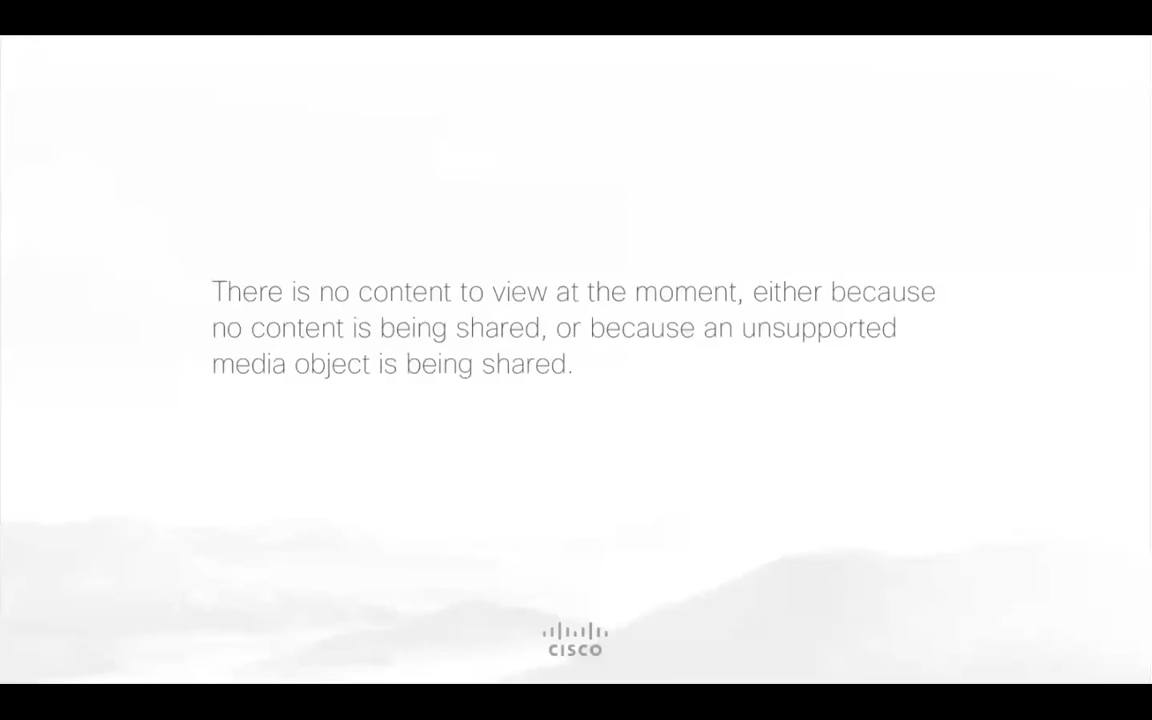 There is no content to view at the moment, either because
no content is being shared, or because an unsupported
media object is being shared.
CISCO